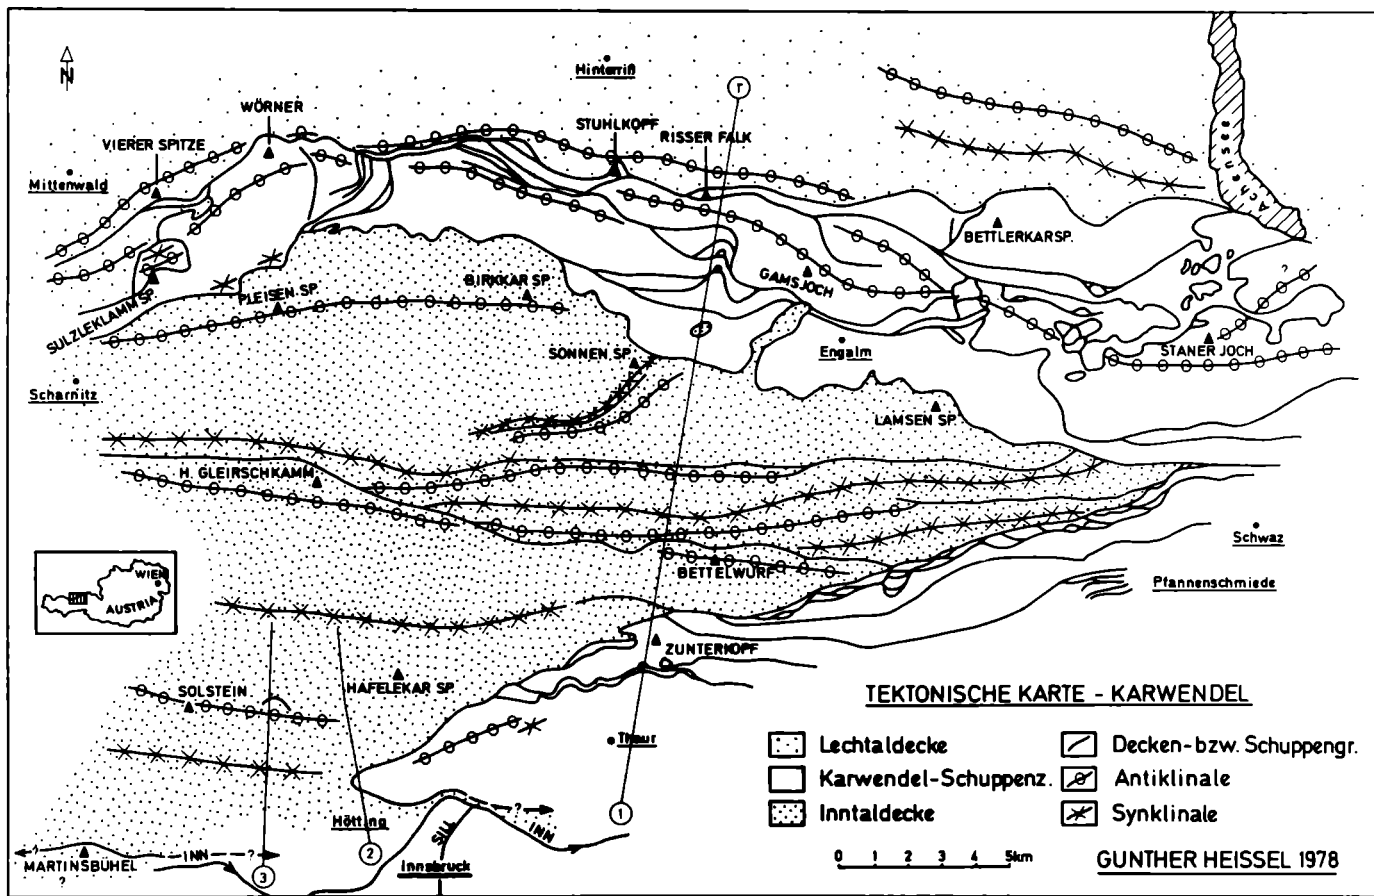 N
Hinterriß
I
WÖRNER
STUHLKOPF
RISSER FALK
VIERER SPITZE
Mittenwald
Achensee
BETTLERKARSP.
GAMSJOCH
BIRKKAR SP.
PLEISEN SP.
SULZLEKLAMM SP.
?
SONNEN SP.
Engalm
STANER JOCH
Scharnitz
LAMSEN SP.
H. GLEIRSCHKAMM
Schwaz
BETTELWURF
Pfannenschmiede
WIEN
AUSTRIA
ZUNTERKOPF
HAFELEKAR SP.
SOLSTEIN
Thaur
TEKTONISCHE KARTE - KARWENDEL
Lechtaldecke
Decken- bzw. Schuppengr.
Karwendel-Schuppenz.
Antiklinale
Inntaldecke
Synklinale
?
1
Hötting
SILL
INN
2
Innsbruck
? INN ?
MARTINSBÜHEL
?
3
0 1 2 3 4 5km
GUNTHER HEISSEL 1978